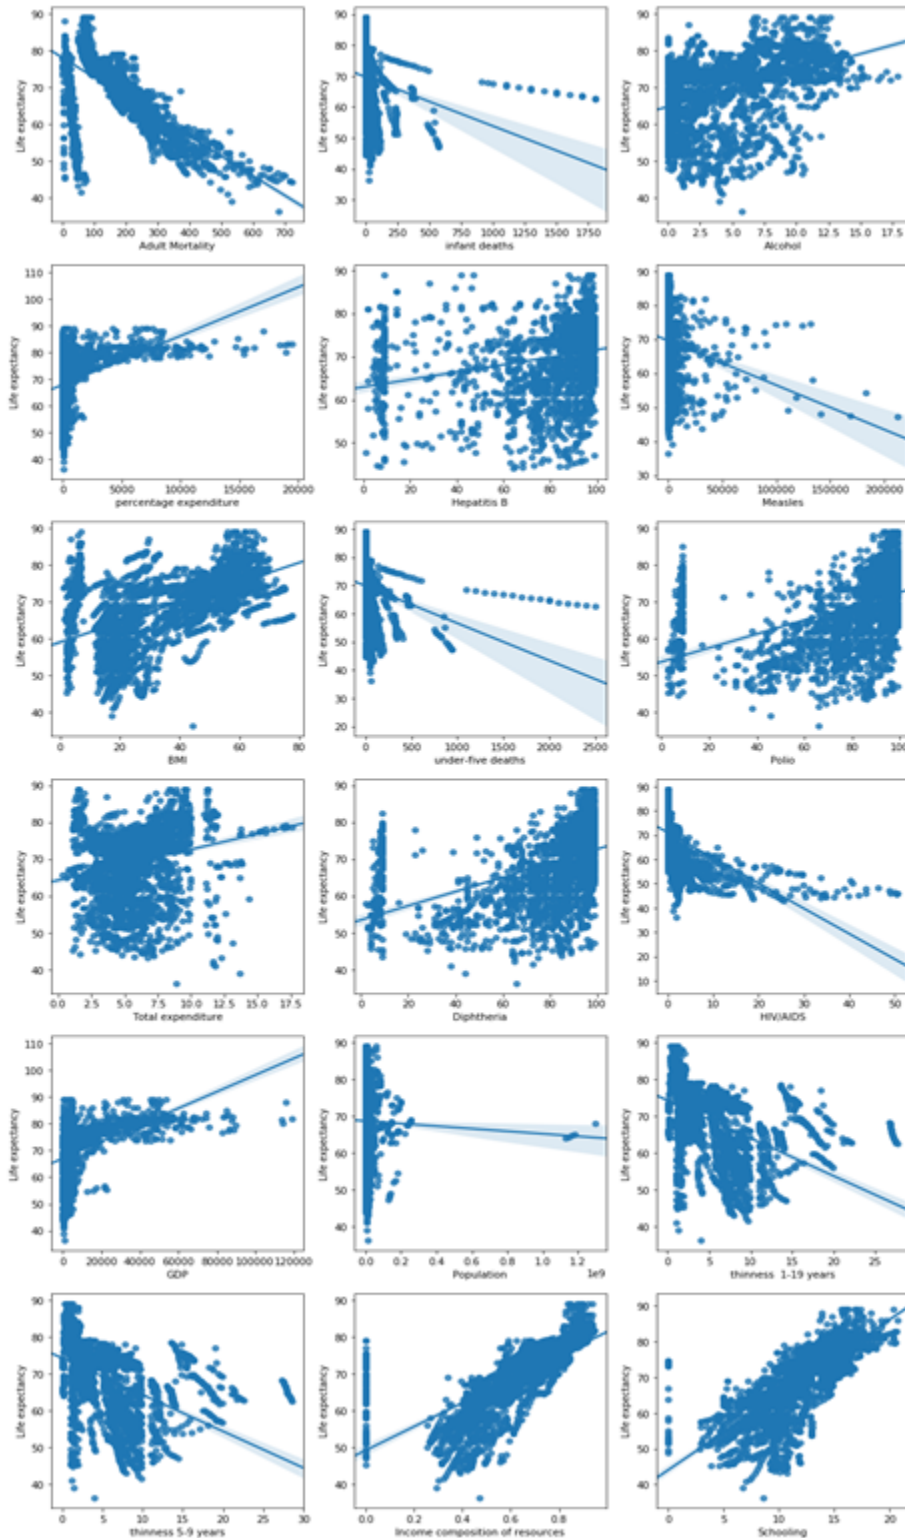 Life expectancy
90
80
70
60
50
40
0 100 200 300 400 500 600 700
Adult Mortality
Life expectancy
90
80
70
60
50
40
30
0 250 500 750 1000 1250 1500 1750
infant deaths
Life expectancy
90
80
70
60
50
40
0.0 2.5 5.0 7.5 10.0 12.5 15.0 17.5
Alcohol
Life expectancy
110
100
90
80
70
60
50
40
0 5000 10000 15000 20000
percentage expenditure
Life expectancy
90
80
70
60
50
0 20 40 60 80 100
Hepatitis B
Life expectancy
90
80
70
60
50
40
30
0 50000 100000 150000 200000
Measles
Life expectancy
90
80
70
60
50
40
0 20 40 60 80
BMI
Life expectancy
90
80
70
60
50
40
30
20
0 500 1000 1500 2000 2500
under-five deaths
Life expectancy
90
80
70
60
50
40
0 20 40 60 80 100
Polio
Life expectancy
90
80
70
60
50
40
0.0 2.5 5.0 7.5 10.0 12.5 15.0 17.5
Total expenditure
Life expectancy
90
80
70
60
50
40
0 20 40 60 80 100
Diphtheria
Life expectancy
90
80
70
60
50
40
30
20
10
0 10 20 30 40 50
HIV/AIDS
Life expectancy
110
100
90
80
70
60
50
40
0 20000 40000 60000 80000 100000 120000
GDP
Life expectancy
90
80
70
60
50
40
0.0 0.2 0.4 0.6 0.8 1.0 1.2
Population 1e9
Life expectancy
90
80
70
60
50
40
0 5 10 15 20 25
thinness 1-19 years
Life expectancy
90
80
70
60
50
40
0 5 10 15 20 25 30
thinness 5-9 years
Life expectancy
90
80
70
60
50
40
0.0 0.2 0.4 0.6 0.8
Income composition of resources
Life expectancy
90
80
70
60
50
40
0 5 10 15 20
Schooling